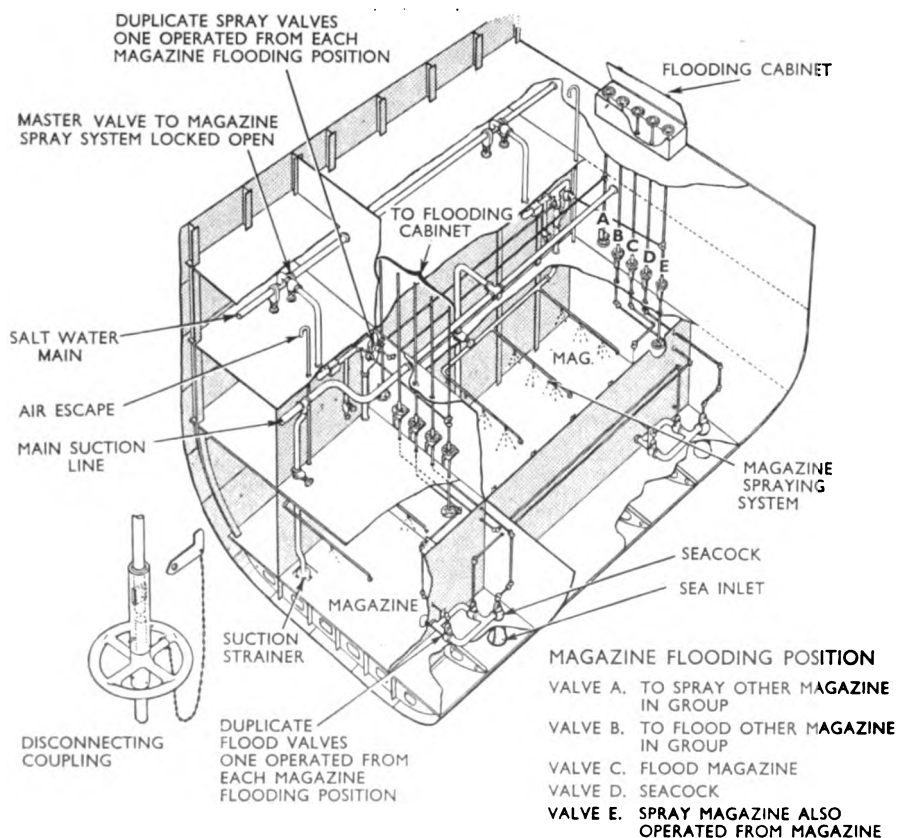 DUPLICATE SPRAY VALVES
ONE OPERATED FROM EACH
MAGAZINE FLOODING POSITION
FLOODING CABINET
MASTER VALVE TO MAGAZINE
SPRAY SYSTEM LOCKED OPEN
TO FLOODING
CABINET
A
B
C
D
E
SALT WATER
MAIN
MAG.
AIR ESCAPE
MAIN SUCTION
LINE
MAGAZINE
SPRAYING
SYSTEM
SEACOCK
SEA INLET
MAGAZINE
SUCTION
STRAINER
DISCONNECTING
COUPLING
DUPLICATE
FLOOD VALVES
ONE OPERATED FROM
EACH MAGAZINE
FLOODING POSITION
MAGAZINE FLOODING POSITION
VALVE A. TO SPRAY OTHER MAGAZINE
IN GROUP
VALVE B. TO FLOOD OTHER MAGAZINE
IN GROUP
VALVE C. FLOOD MAGAZINE
VALVE D. SEACOCK
VALVE E. SPRAY MAGAZINE ALSO
OPERATED FROM MAGAZINE